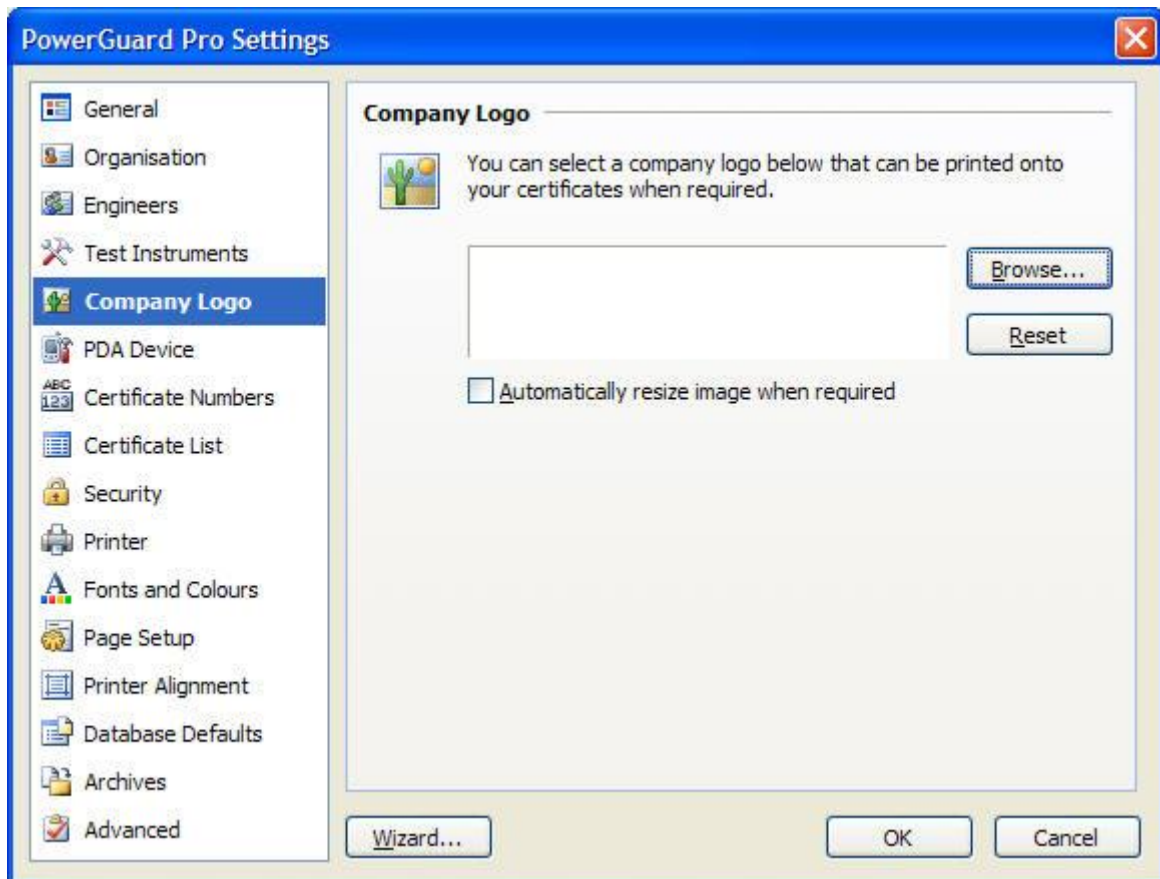 PowerGuard Pro Settings
General
Organisation
Engineers
Test Instruments
Company Logo
PDA Device
ABC
123
Certificate Numbers
Certificate List
Security
Printer
A
Fonts and Colours
Page Setup
Printer Alignment
Database Defaults
Archives
Advanced
Company Logo
You can select a company logo below that can be printed onto
your certificates when required.
Browse...
Reset
Automatically resize image when required
Wizard...
OK
Cancel